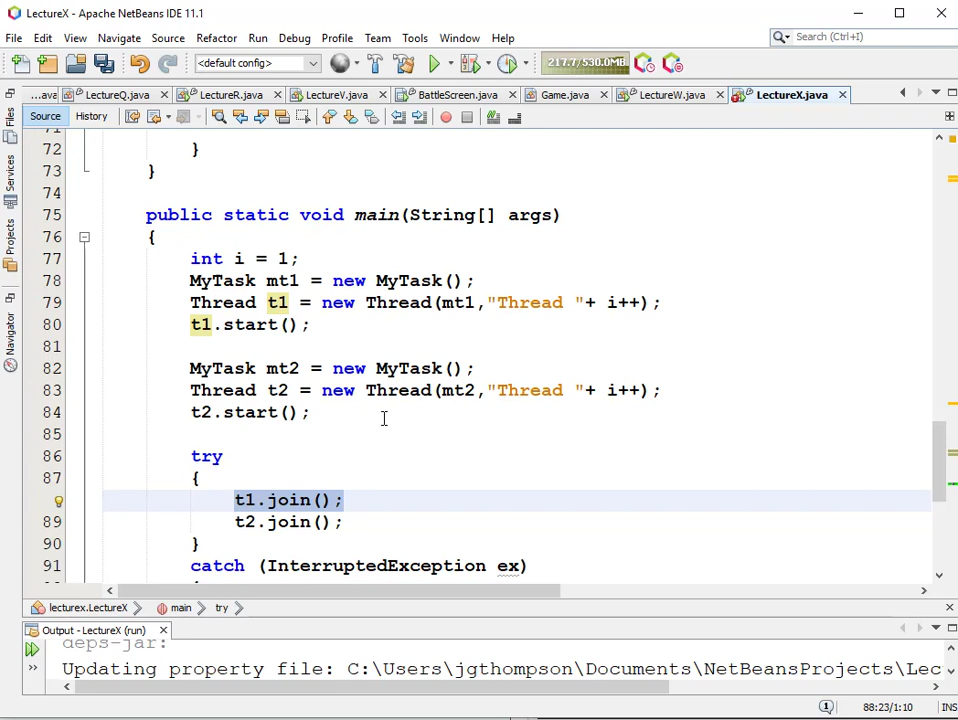 LectureX - Apache NetBeans IDE 11.1
File Edit View Navigate Source Refactor Run Debug Profile Team Tools Window Help
Search (Ctrl+I)
<default config>
217.7/530.0MB
...ava LectureQ.java LectureR.java LectureV.java BattleScreen.java Game.java LectureW.java LectureX.java
Source History
Files
Services
Projects
Navigator
71
72 }
73 }
74
75 public static void main(String[] args)
76 {
77 int i = 1;
78 MyTask mt1 = new MyTask();
79 Thread t1 = new Thread(mt1,"Thread "+ i++);
80 t1.start();
81
82 MyTask mt2 = new MyTask();
83 Thread t2 = new Thread(mt2,"Thread "+ i++);
84 t2.start();
85
86 try
87 {
t1.join();
89 t2.join();
90 }
91 catch (InterruptedException ex)
lecturex.LectureX main try
Output - LectureX (run)
deps-jar:
Updating property file: C:\Users\jgthompson\Documents\NetBeansProjects\Lec
1 88:23/1:10 INS